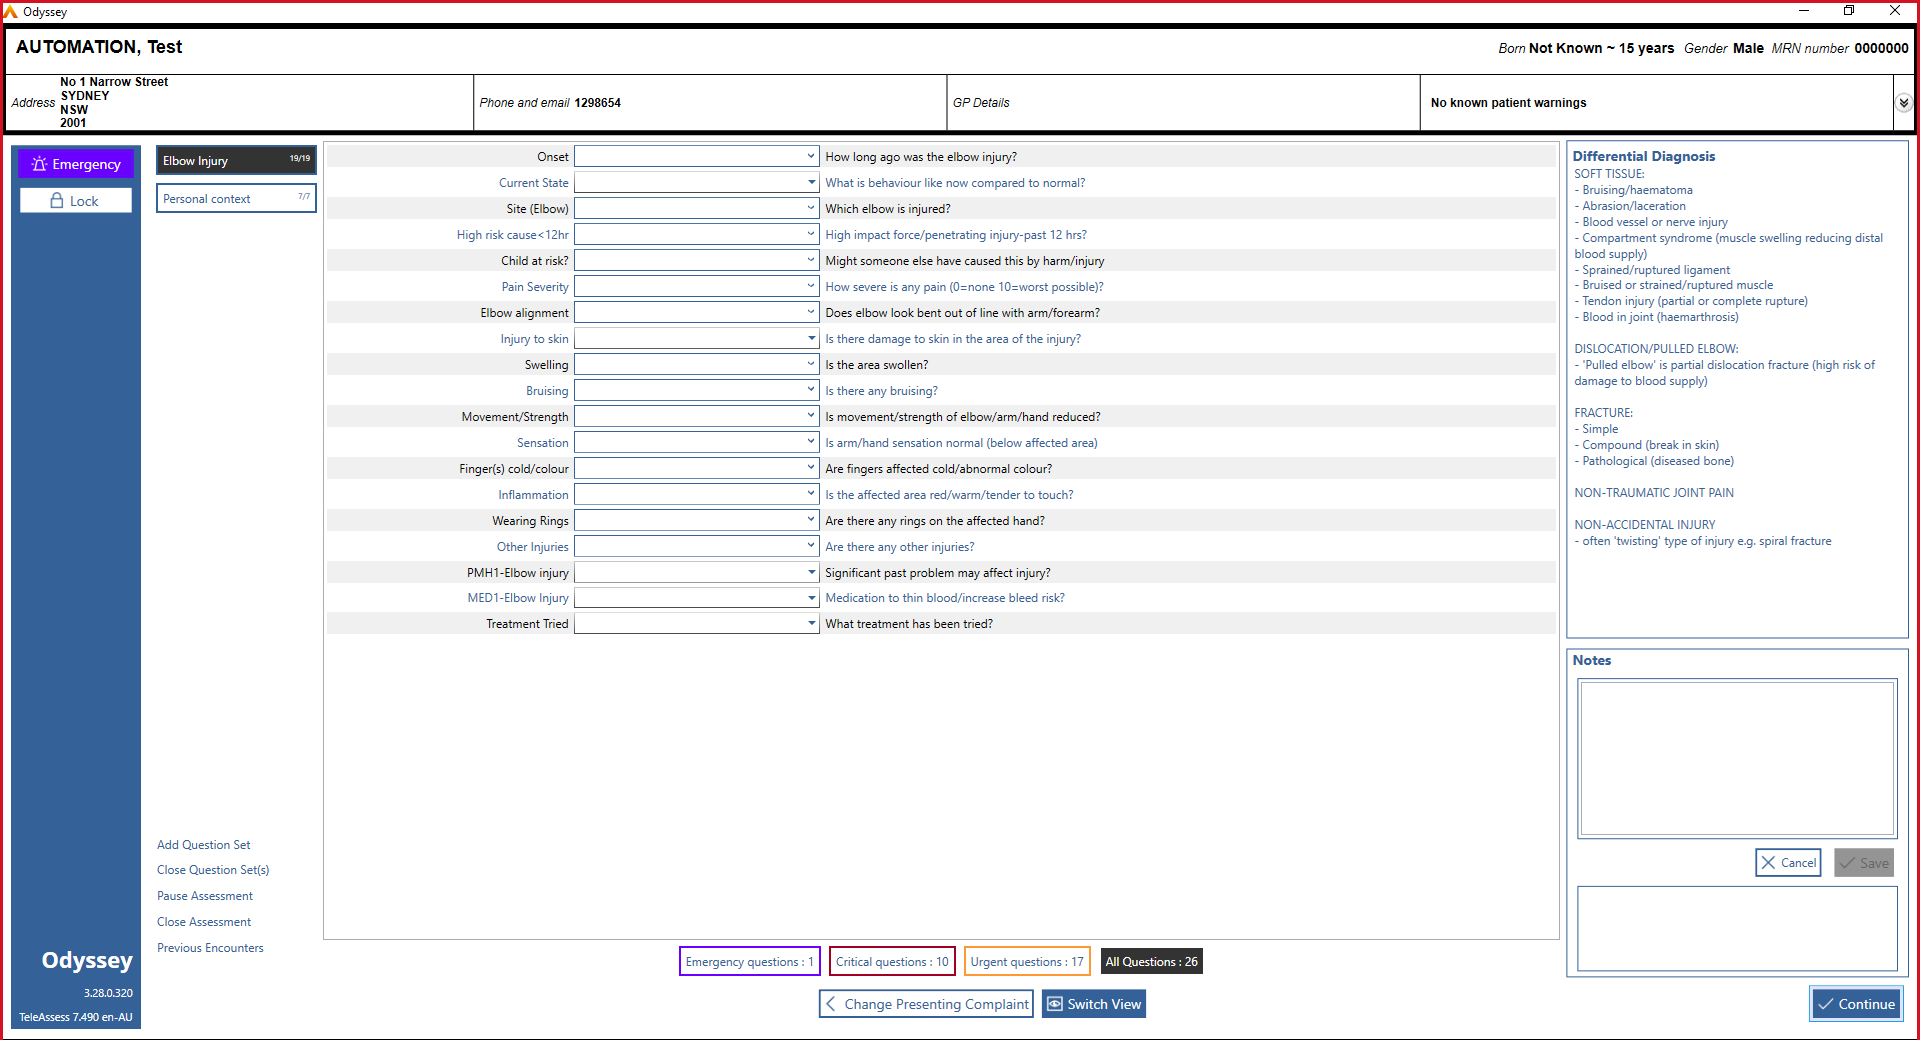 Odyssey
AUTOMATION, Test
Born Not Known ~ 15 years Gender Male MRN number 0000000
Address No 1 Narrow Street
SYDNEY
NSW
2001
Phone and email 1298654
GP Details
No known patient warnings
Emergency
Lock
Elbow Injury 19/19
Personal context 7/7
Onset How long ago was the elbow injury?
Current State What is behaviour like now compared to normal?
Site (Elbow) Which elbow is injured?
High risk cause<12hr High impact force/penetrating injury-past 12 hrs?
Child at risk? Might someone else have caused this by harm/injury
Pain Severity How severe is any pain (0=none 10=worst possible)?
Elbow alignment Does elbow look bent out of line with arm/forearm?
Injury to skin Is there damage to skin in the area of the injury?
Swelling Is the area swollen?
Bruising Is there any bruising?
Movement/Strength Is movement/strength of elbow/arm/hand reduced?
Sensation Is arm/hand sensation normal (below affected area)
Finger(s) cold/colour Are fingers affected cold/abnormal colour?
Inflammation Is the affected area red/warm/tender to touch?
Wearing Rings Are there any rings on the affected hand?
Other Injuries Are there any other injuries?
PMH1-Elbow injury Significant past problem may affect injury?
MED1-Elbow Injury Medication to thin blood/increase bleed risk?
Treatment Tried What treatment has been tried?
Differential Diagnosis
SOFT TISSUE:
- Bruising/haematoma
- Abrasion/laceration
- Blood vessel or nerve injury
- Compartment syndrome (muscle swelling reducing distal
blood supply)
- Sprained/ruptured ligament
- Bruised or strained/ruptured muscle
- Tendon injury (partial or complete rupture)
- Blood in joint (haemarthrosis)
DISLOCATION/PULLED ELBOW:
- 'Pulled elbow' is partial dislocation fracture (high risk of
damage to blood supply)
FRACTURE:
- Simple
- Compound (break in skin)
- Pathological (diseased bone)
NON-TRAUMATIC JOINT PAIN
NON-ACCIDENTAL INJURY
- often 'twisting' type of injury e.g. spiral fracture
Notes
Cancel
Save
Add Question Set
Close Question Set(s)
Pause Assessment
Close Assessment
Previous Encounters
Odyssey
3.28.0.320
TeleAssess 7.490 en-AU
Emergency questions : 1
Critical questions : 10
Urgent questions : 17
All Questions : 26
Change Presenting Complaint
Switch View
Continue